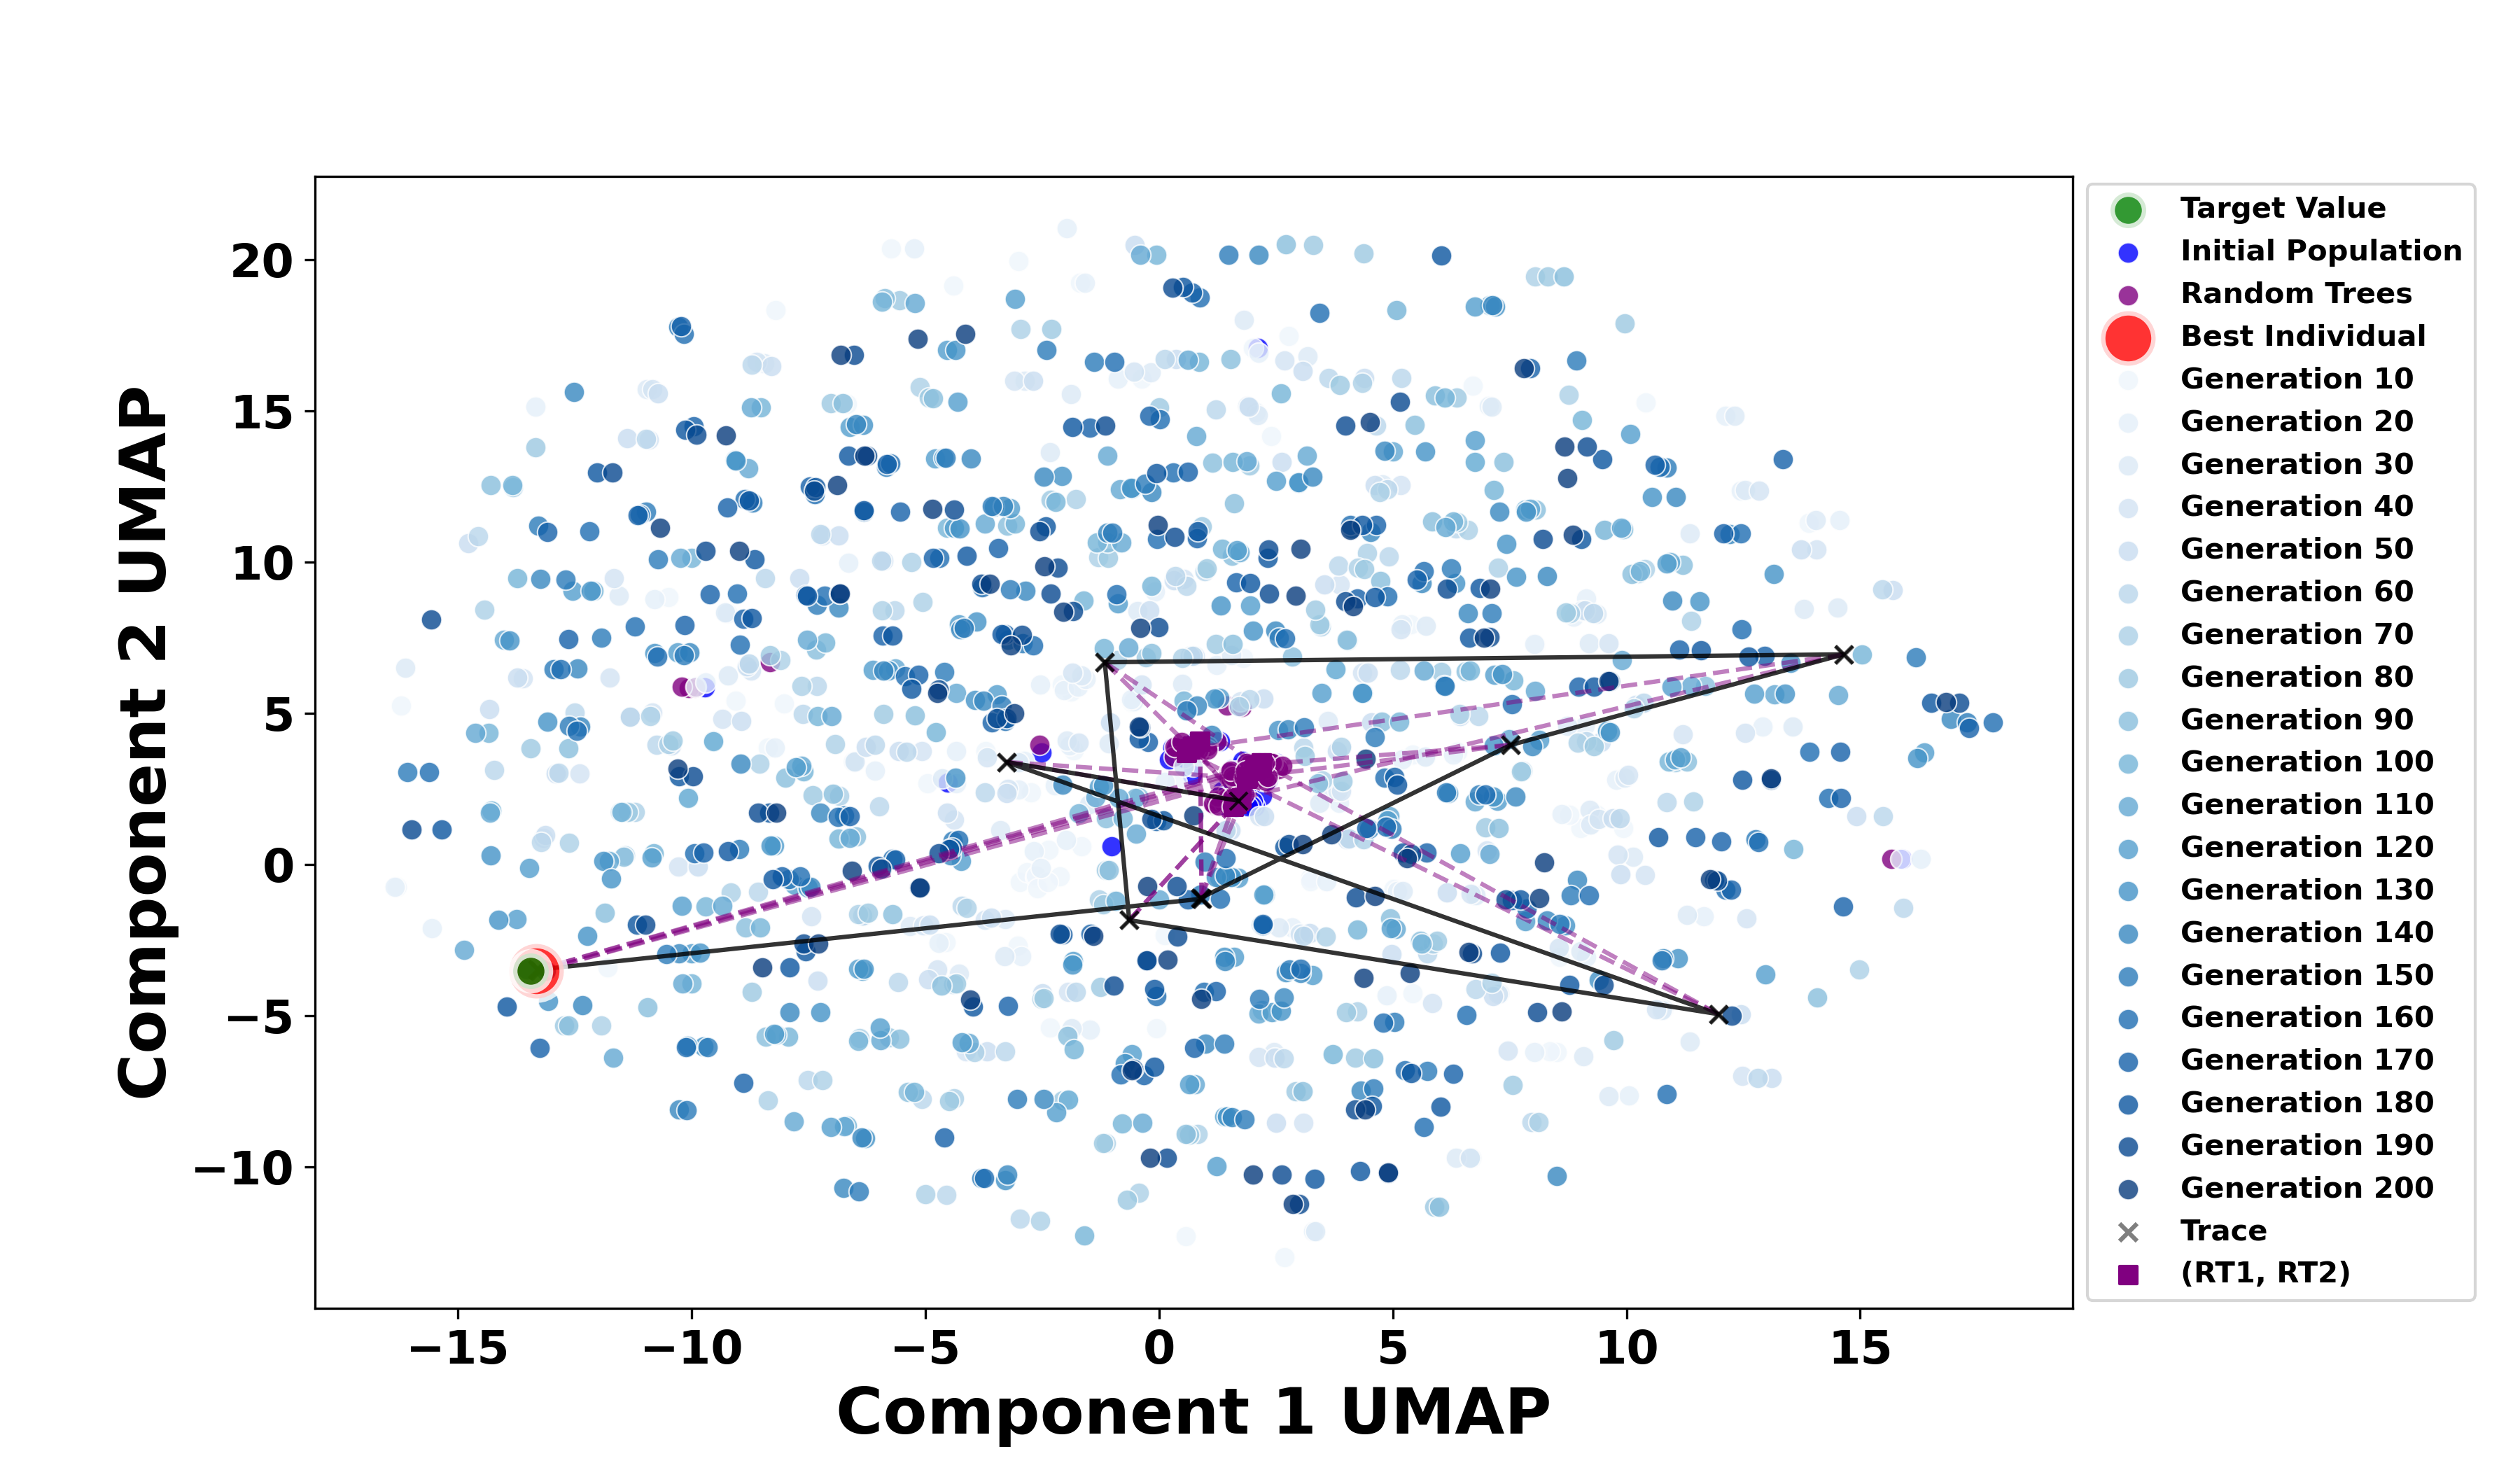 20
15
10
5
0
−5
−10
Component 2 UMAP
−15
−10
−5
0
5
10
15
Component 1 UMAP
Target Value
Initial Population
Random Trees
Best Individual
Generation 10
Generation 20
Generation 30
Generation 40
Generation 50
Generation 60
Generation 70
Generation 80
Generation 90
Generation 100
Generation 110
Generation 120
Generation 130
Generation 140
Generation 150
Generation 160
Generation 170
Generation 180
Generation 190
Generation 200
Trace
(RT1, RT2)